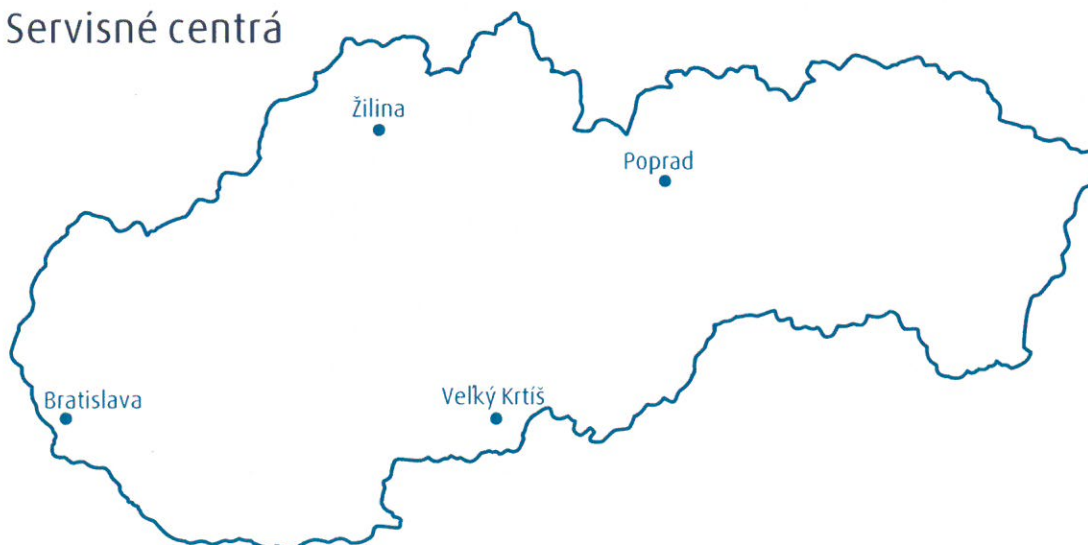 Servisné centrá
Žilina
Poprad
Bratislava
Veľký Krtíš